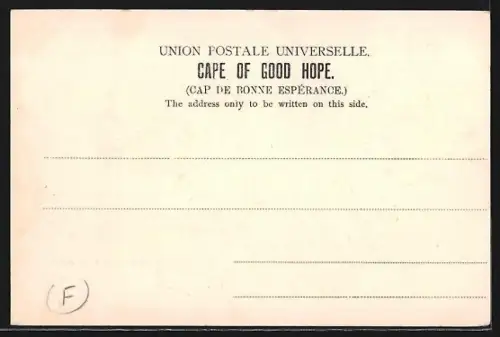 UNION POSTALE UNIVERSELLE.
CAPE OF GOOD HOPE.
(CAP DE BONNE ESPÉRANCE.)
The address only to be written on this side.
(F)